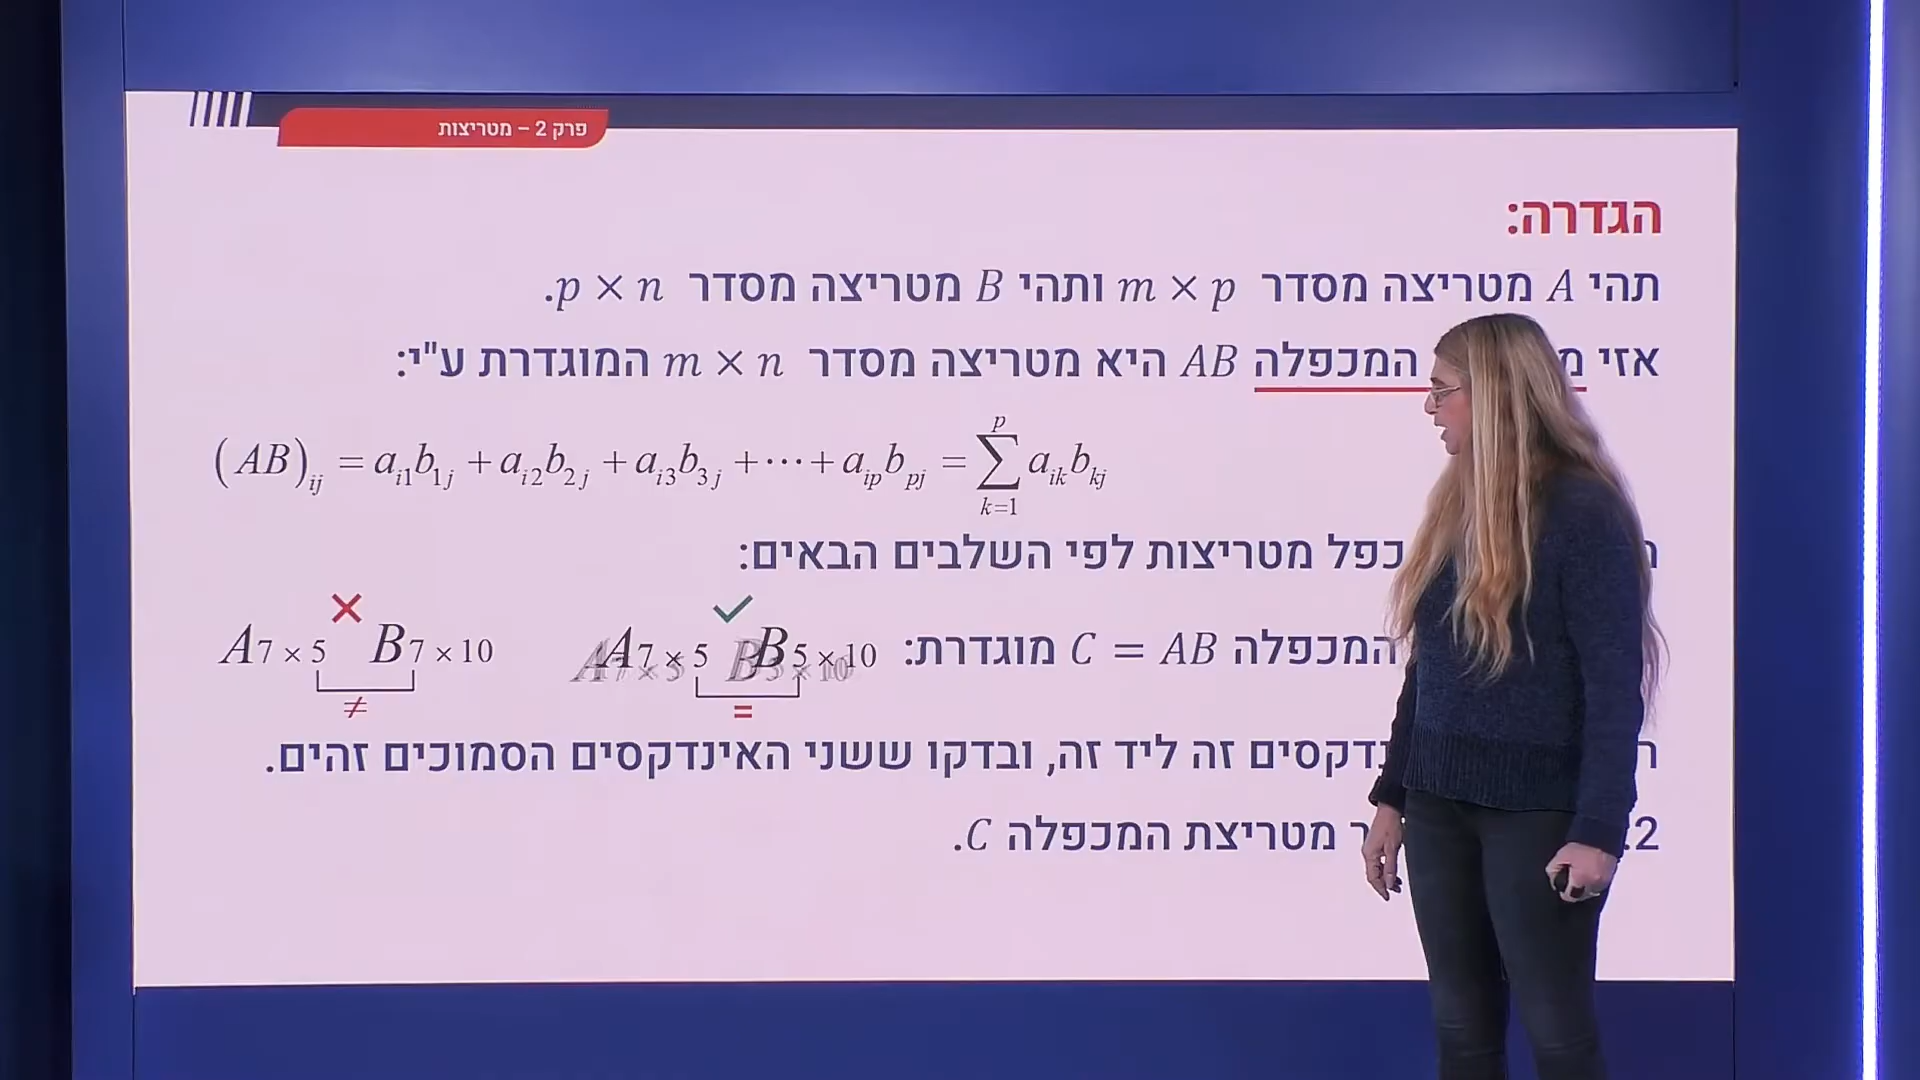 פרק 2 – מטריצות
הגדרה:
תהי A מטריצה מסדר m × p ותהי B מטריצה מסדר p × n.
אזי המכפלה AB היא מטריצה מסדר m × n המוגדרת ע"י:
(AB)ᵢⱼ = aᵢ₁b₁ⱼ + aᵢ₂b₂ⱼ + aᵢ₃b₃ⱼ + ⋯ + aᵢₚbₚⱼ = ∑ₖ₌₁ᵖ aᵢₖbₖⱼ
כפל מטריצות לפי השלבים הבאים:
המכפלה C = AB מוגדרת: A7 × 5 B5 × 10 ✓ = A7 × 5 B7 × 10 ✗ ≠
זה ליד זה, ובדקו ששני האינדקסים הסמוכים זהים.
2. מטריצת המכפלה C.